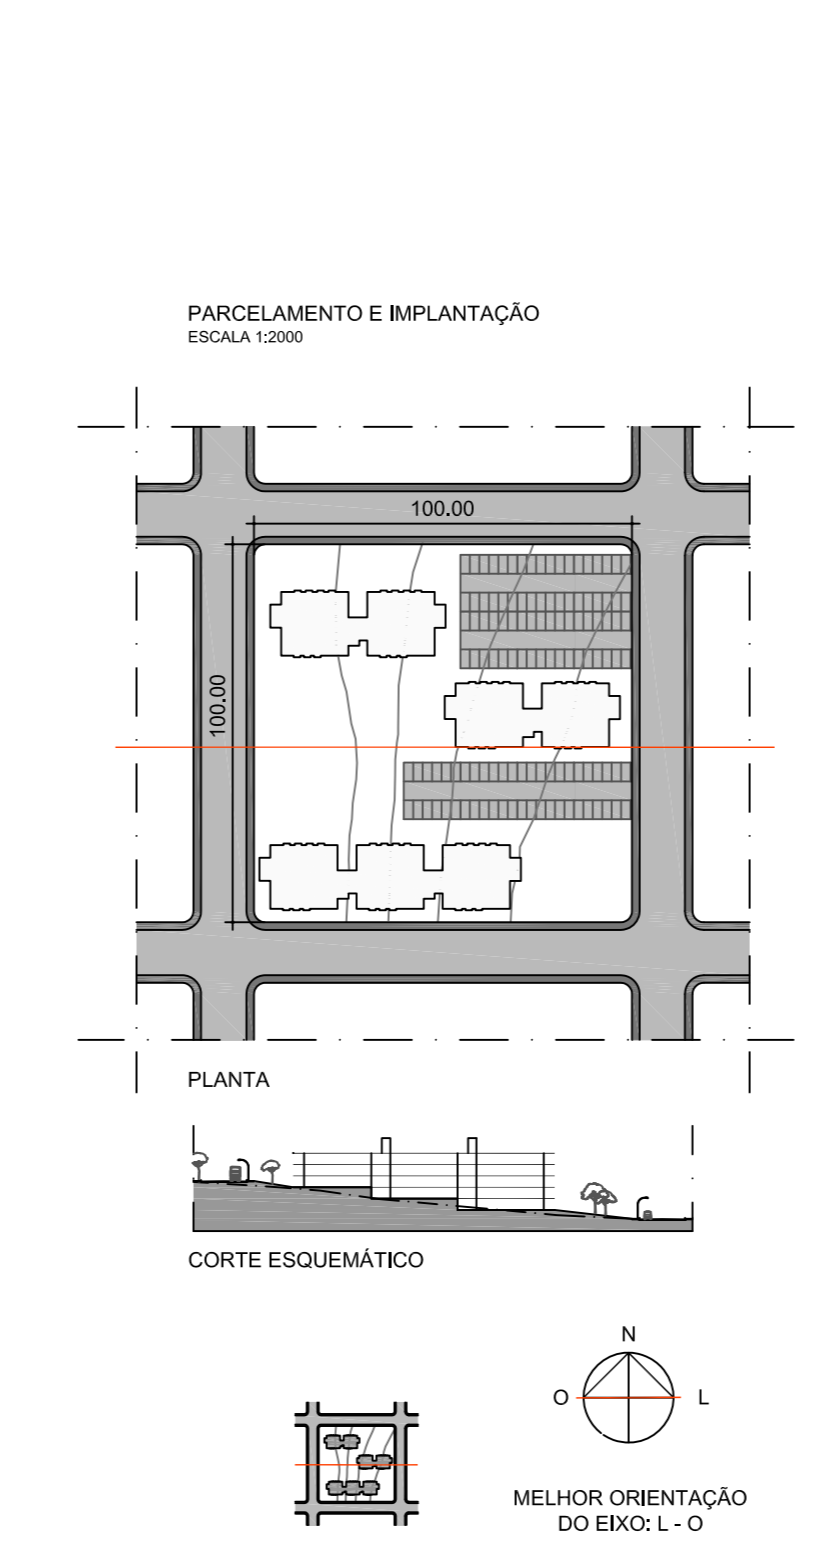 PARCELAMENTO E IMPLANTAÇÃO
ESCALA 1:2000
100.00
100.00
PLANTA
CORTE ESQUEMÁTICO
N
O
L
MELHOR ORIENTAÇÃO
DO EIXO: L - O